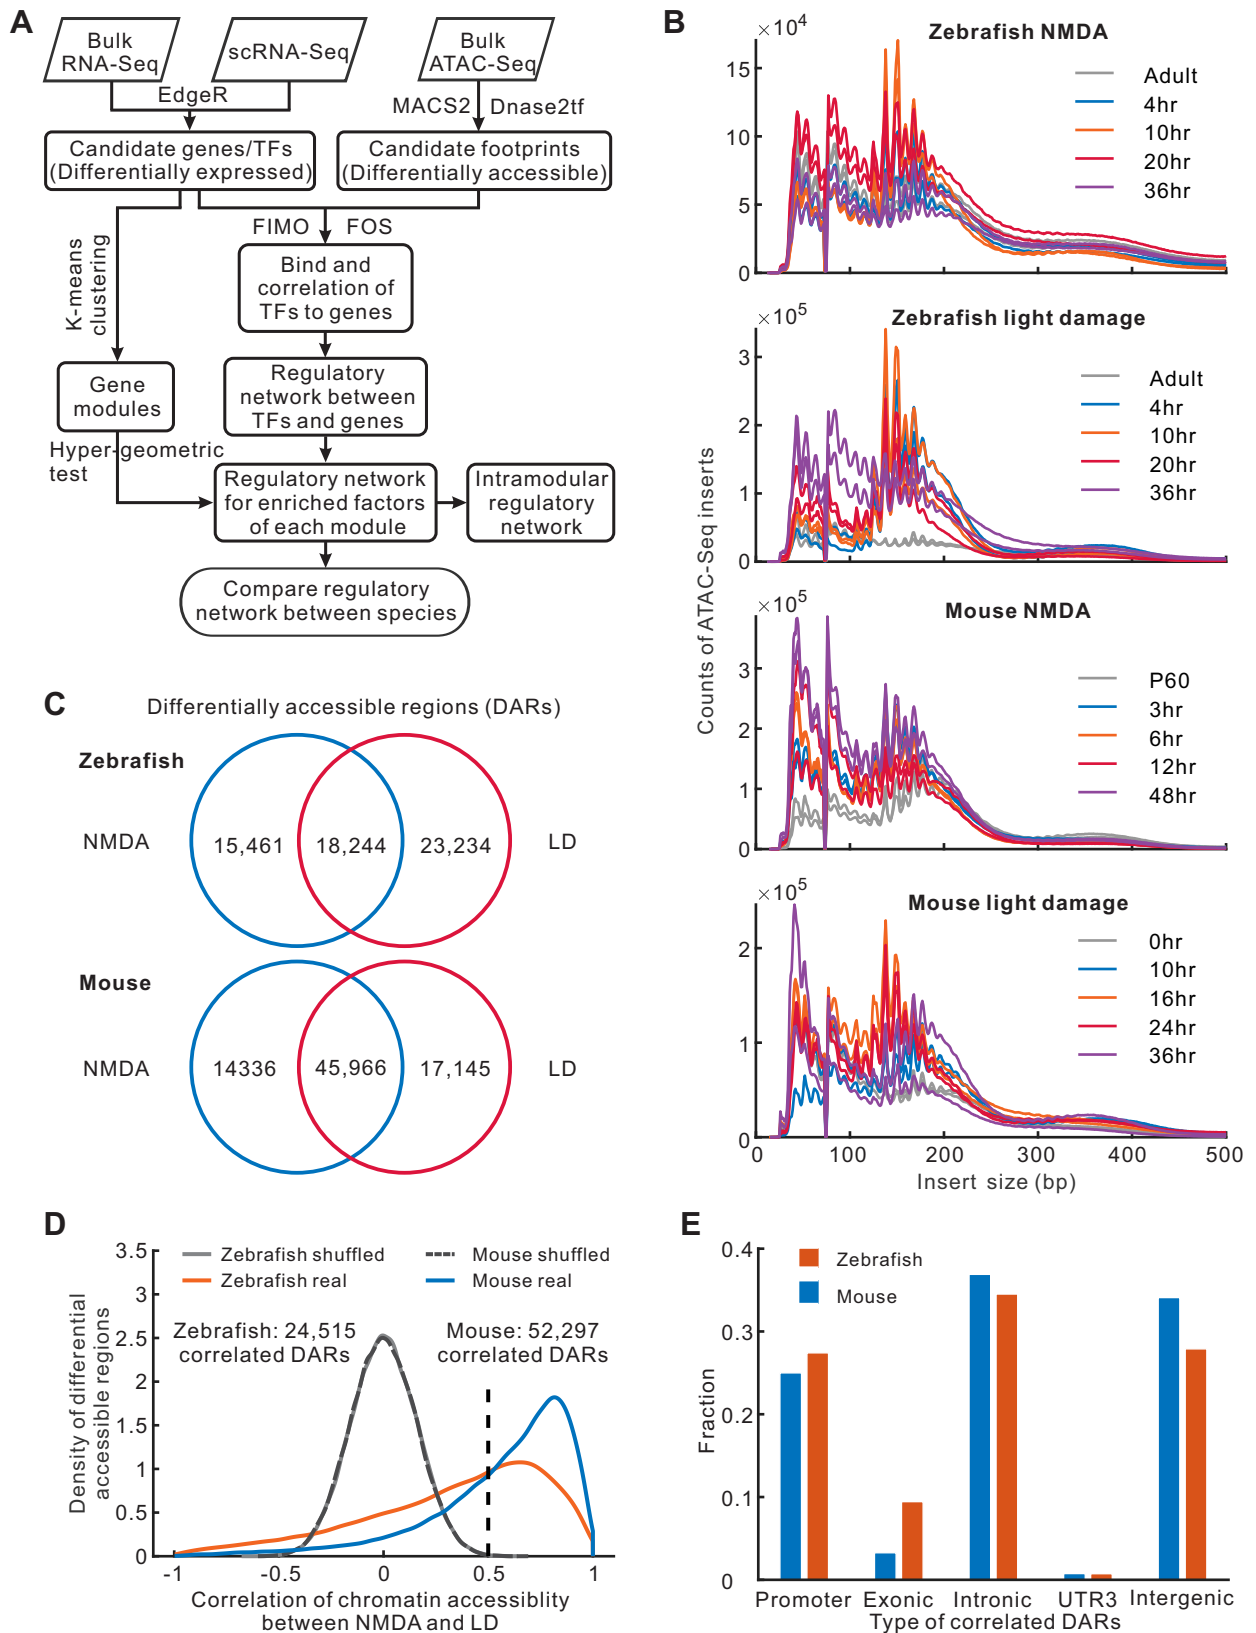 A
Bulk
RNA-Seq
scRNA-Seq
Bulk
ATAC-Seq
EdgeR
MACS2
Dnase2tf
Candidate genes/TFs
(Differentially expressed)
Candidate footprints
(Differentially accessible)
FIMO
FOS
K-means
clustering
Bind and
correlation of
TFs to genes
Gene
modules
Regulatory
network between
TFs and genes
Hyper-geometric
test
Regulatory network
for enriched factors
of each module
Intramodular
regulatory
network
Compare regulatory
network between species
B
Counts of ATAC-Seq inserts
×10^4
Zebrafish NMDA
15
10
5
0
Adult
4hr
10hr
20hr
36hr
×10^5
Zebrafish light damage
3
2
1
0
Adult
4hr
10hr
20hr
36hr
×10^5
Mouse NMDA
3
2
1
0
P60
3hr
6hr
12hr
48hr
×10^5
Mouse light damage
2
1
0
0hr
10hr
16hr
24hr
36hr
0 100 200 300 400 500
Insert size (bp)
C
Differentially accessible regions (DARs)
Zebrafish
NMDA 15,461 18,244 23,234 LD
Mouse
NMDA 14336 45,966 17,145 LD
D
Density of differential
accessible regions
3.5
3
2.5
2
1.5
1
0.5
0
Zebrafish shuffled
Mouse shuffled
Zebrafish real
Mouse real
Zebrafish: 24,515
correlated DARs
Mouse: 52,297
correlated DARs
-1 -0.5 0 0.5 1
Correlation of chromatin accessiblity
between NMDA and LD
E
Fraction
0.4
0.3
0.2
0.1
0
Zebrafish
Mouse
Promoter Exonic Intronic UTR3 Intergenic
Type of correlated DARs